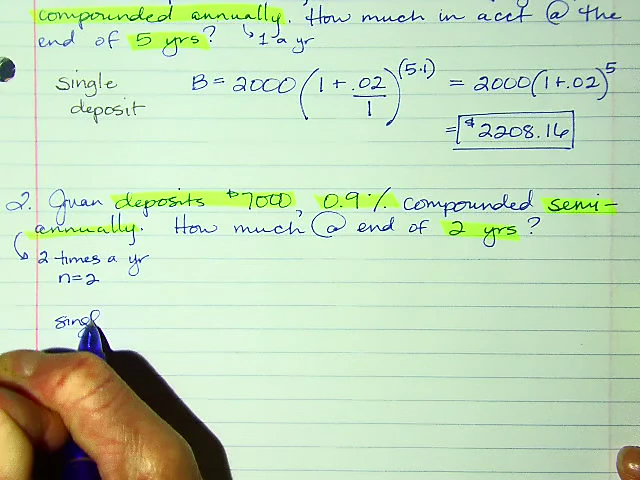 compounded annually. How much in acct @ the
end of 5 yrs? 1 a yr
single deposit B = 2000 (1 + .02/1)^(5·1) = 2000(1+.02)^5
= $2208.16
2. Juan deposits $7000, 0.9% compounded semi-
annually. How much @ end of 2 yrs?
2 times a yr
n=2
singl